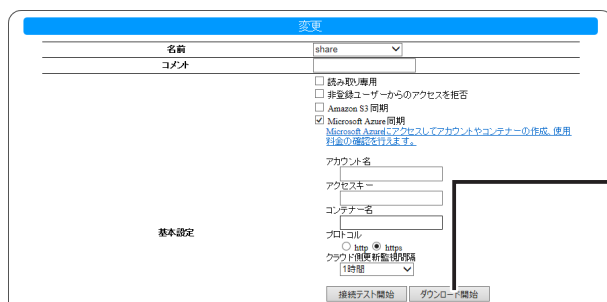 変更
名前 share
コメント
読み取り専用
非登録ユーザーからのアクセスを拒否
Amazon S3 同期
Microsoft Azure 同期
Microsoft Azureにアクセスしてアカウントやコンテナーの作成、使用
料金の確認を行えます。
アカウント名
アクセスキー
コンテナー名
基本設定
プロトコル
http https
クラウド側更新監視間隔
1時間
接続テスト開始 ダウンロード開始